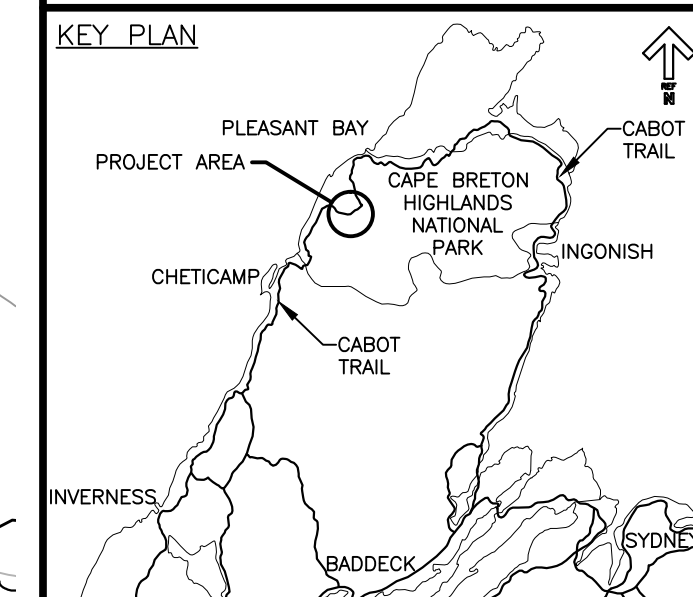 KEY PLAN
REF
N
PLEASANT BAY
CABOT
TRAIL
PROJECT AREA
CAPE BRETON
HIGHLANDS
NATIONAL
PARK
INGONISH
CHETICAMP
CABOT
TRAIL
INVERNESS
SYDNEY
BADDECK